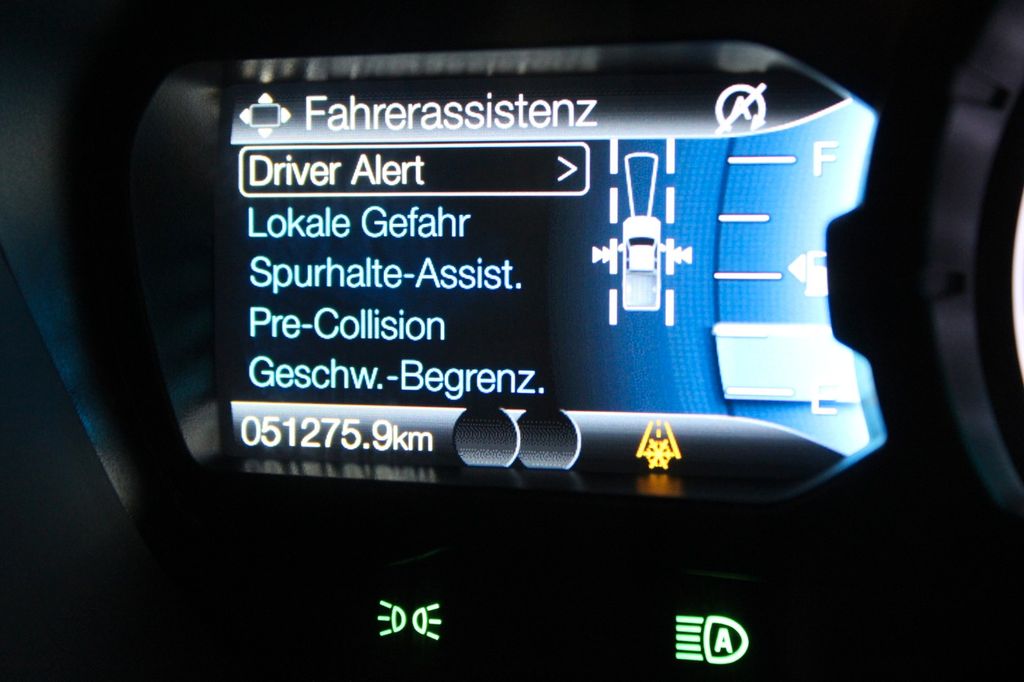 Fahrerassistenz
A
Driver Alert >
F
Lokale Gefahr
Spurhalte-Assist.
Pre-Collision
Geschw.-Begrenz.
E
051275.9km
A